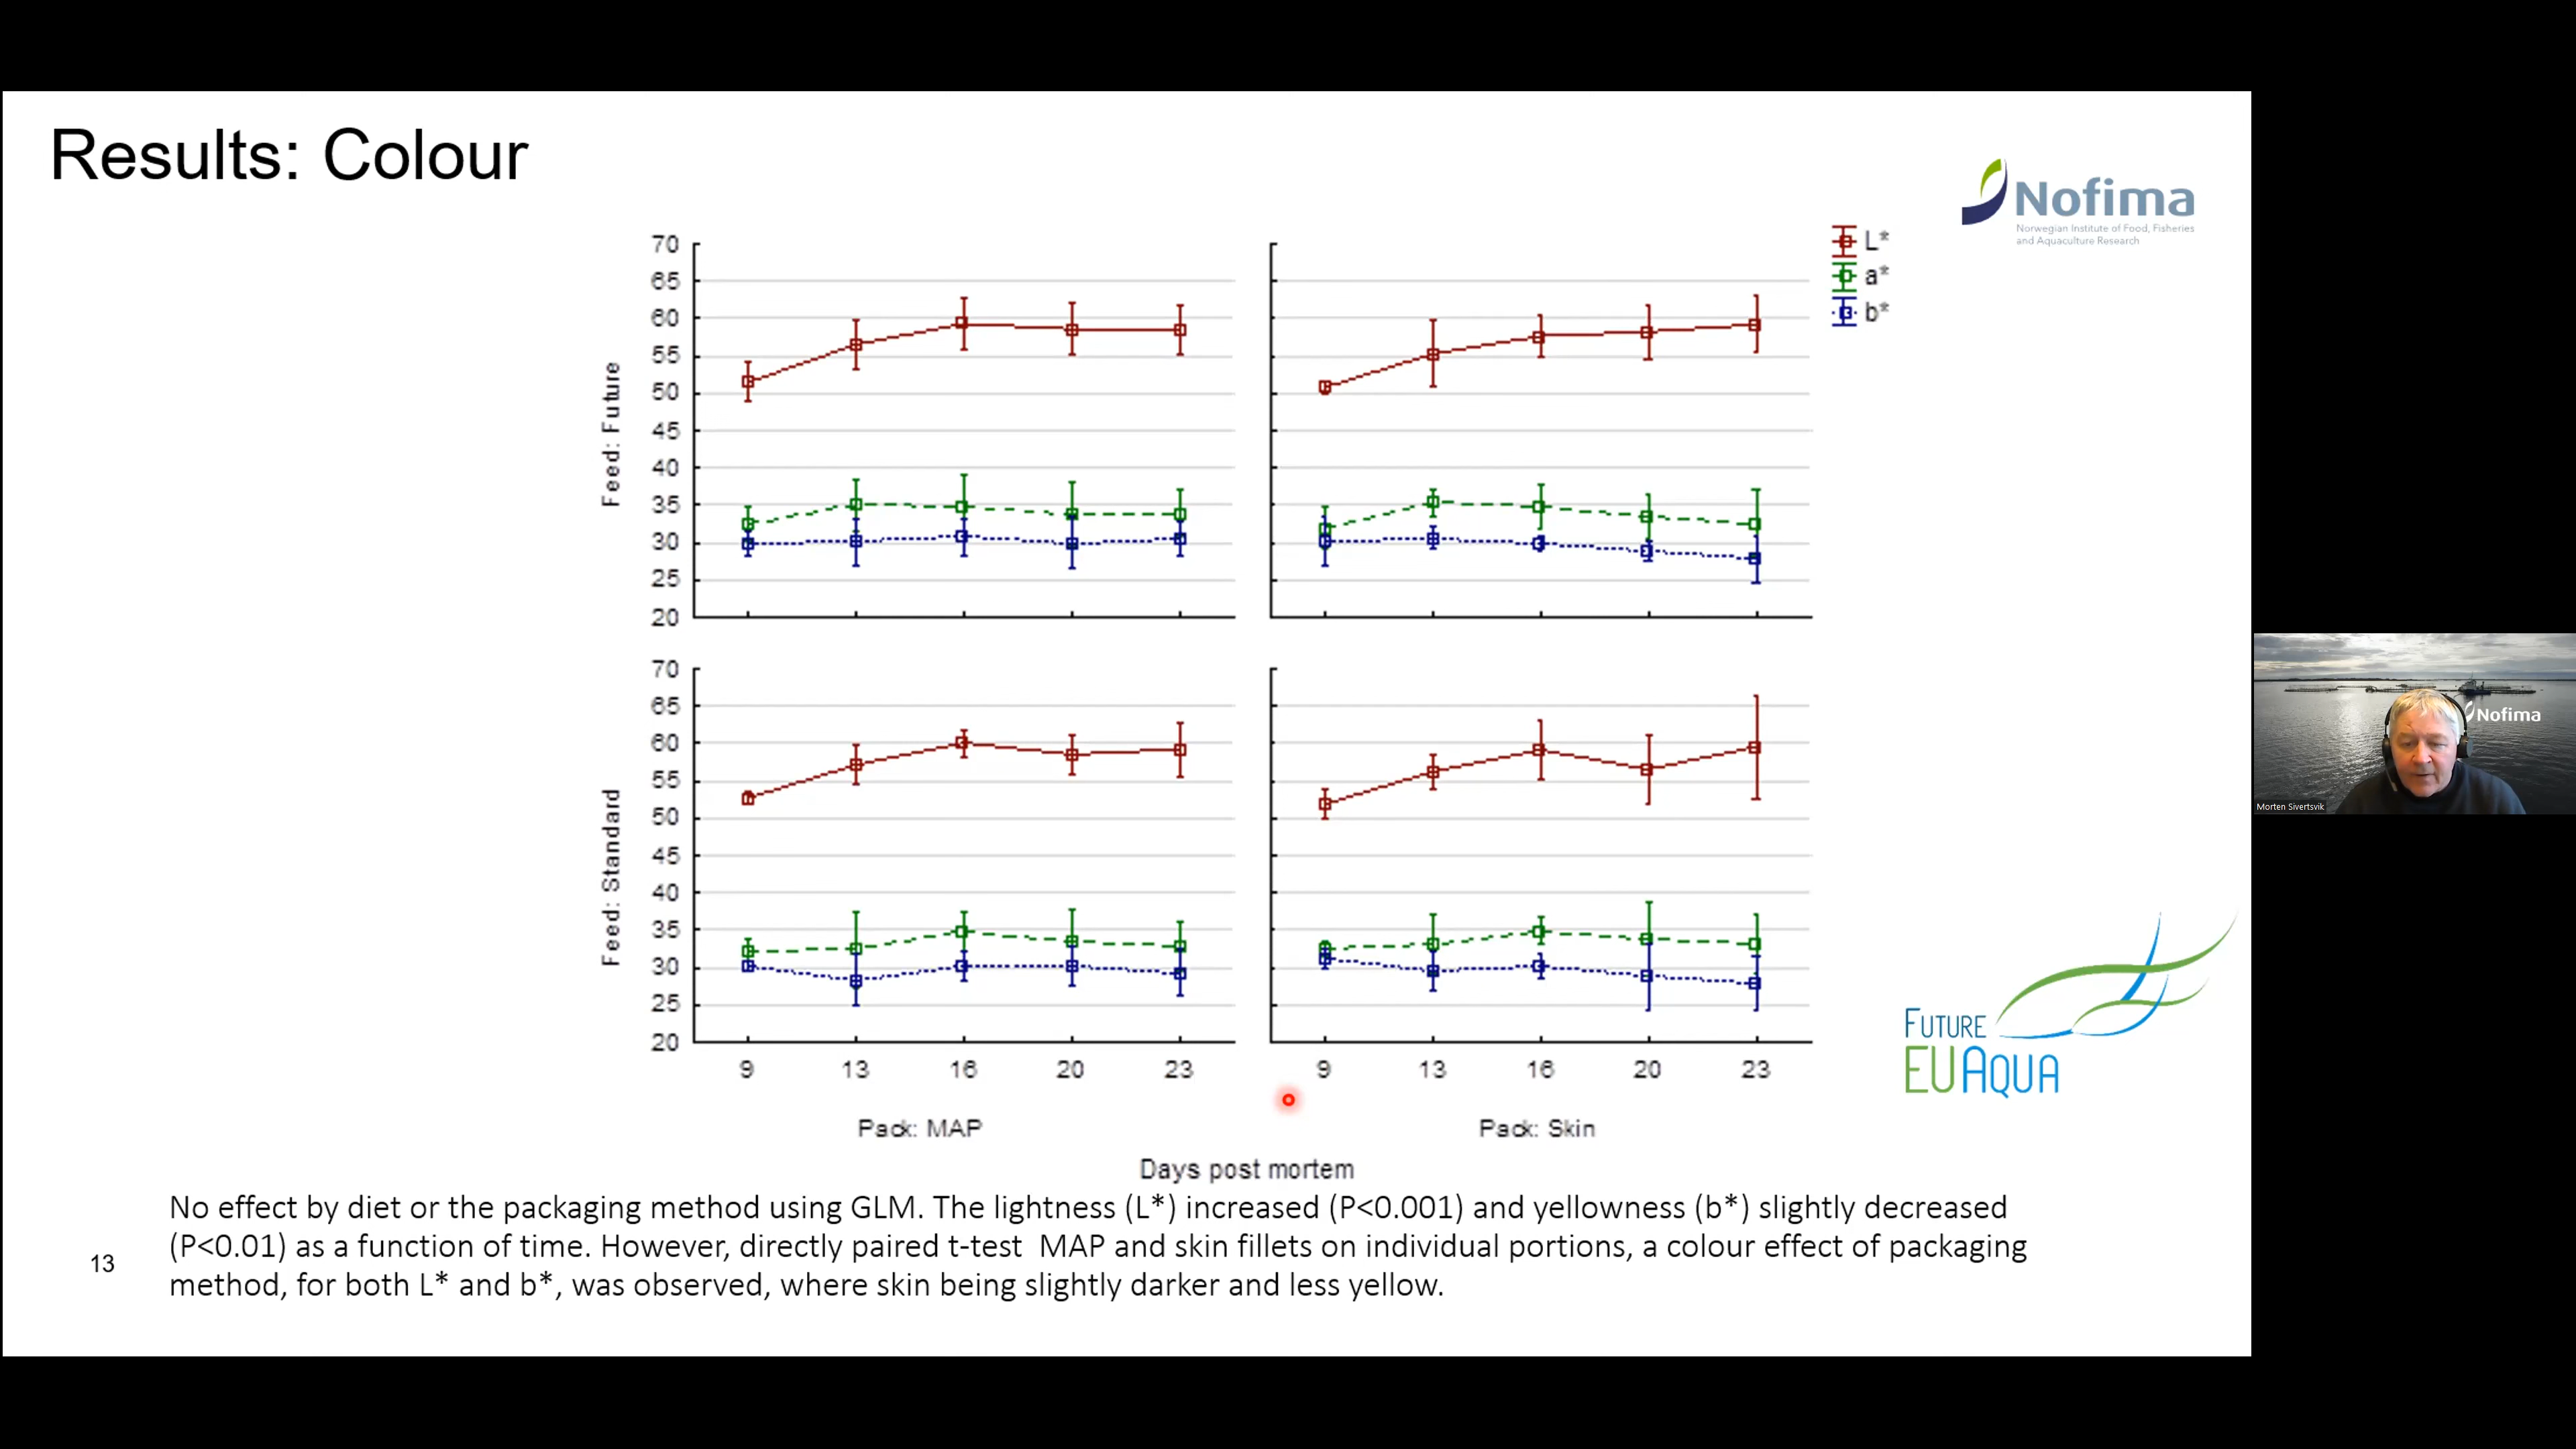 Results: Colour
Nofima
Norwegian Institute of Food, Fisheries
and Aquaculture Research
L*
a*
b*
Feed: Future
70
65
60
55
50
45
40
35
30
25
20
Feed: Standard
70
65
60
55
50
45
40
35
30
25
20
9 13 16 20 23
9 13 16 20 23
Pack: MAP
Pack: Skin
Days post mortem
FUTURE
EUAQUA
Nofima
Morten Sivertsvik
No effect by diet or the packaging method using GLM. The lightness (L*) increased (P<0.001) and yellowness (b*) slightly decreased
(P<0.01) as a function of time. However, directly paired t-test MAP and skin fillets on individual portions, a colour effect of packaging
method, for both L* and b*, was observed, where skin being slightly darker and less yellow.
13